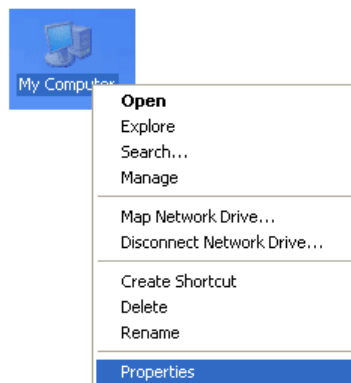 My Computer
Open
Explore
Search...
Manage
Map Network Drive...
Disconnect Network Drive...
Create Shortcut
Delete
Rename
Properties